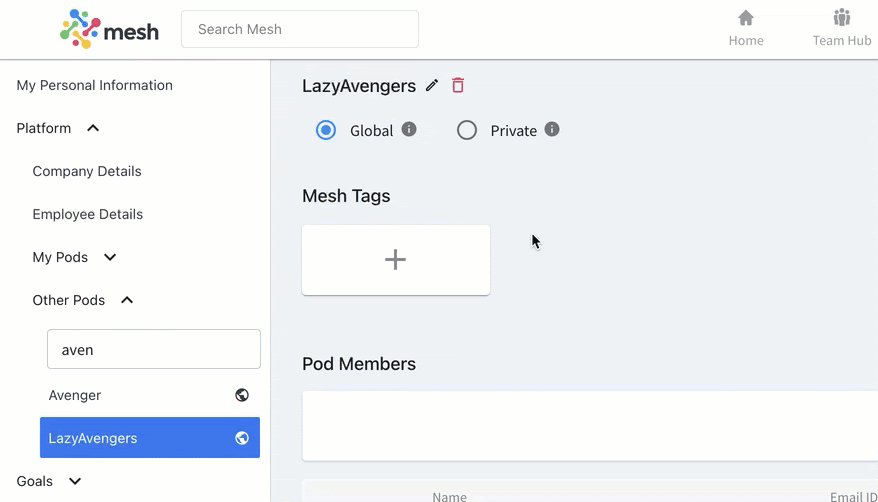 mesh
Search Mesh
Home
Team Hub
My Personal Information
Platform
Company Details
Employee Details
My Pods
Other Pods
aven
Avenger
LazyAvengers
Goals
LazyAvengers
Global
Private
Mesh Tags
Pod Members
Name
Email ID